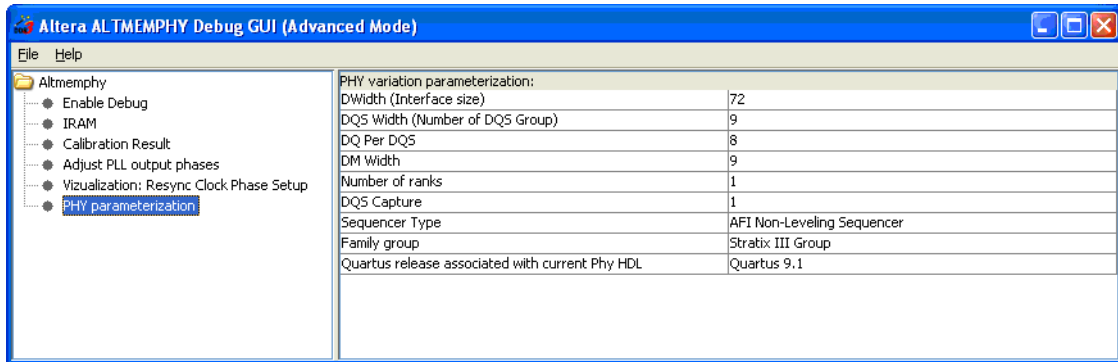 Altera ALTMEMPHY Debug GUI (Advanced Mode)
File Help
Altmemphy
Enable Debug
IRAM
Calibration Result
Adjust PLL output phases
Vizualization: Resync Clock Phase Setup
PHY parameterization
PHY variation parameterization:
DWidth (Interface size) 72
DQS Width (Number of DQS Group) 9
DQ Per DQS 8
DM Width 9
Number of ranks 1
DQS Capture 1
Sequencer Type AFI Non-Leveling Sequencer
Family group Stratix III Group
Quartus release associated with current Phy HDL Quartus 9.1